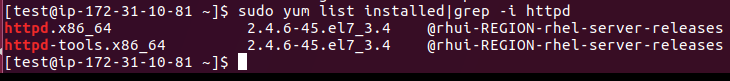 [test@ip-172-31-10-81 ~]$ sudo yum list installed|grep -i httpd
httpd.x86_64 2.4.6-45.el7_3.4 @rhui-REGION-rhel-server-releases
httpd-tools.x86_64 2.4.6-45.el7_3.4 @rhui-REGION-rhel-server-releases
[test@ip-172-31-10-81 ~]$